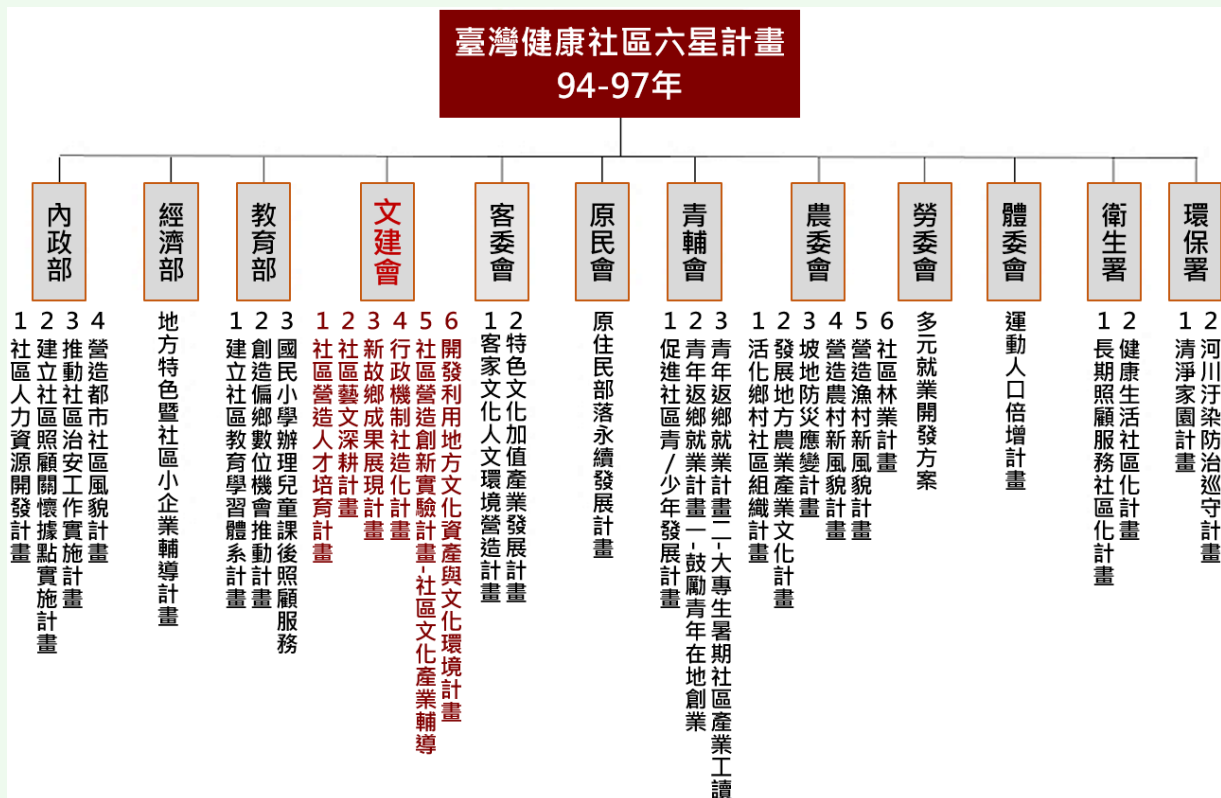 臺灣健康社區六星計畫
94-97年
內政部
1社區人力資源開發計畫
2建立社區照顧關懷據點實施計畫
3推動社區治安工作實施計畫
4營造都市社區風貌計畫
經濟部
地方特色暨社區小企業輔導計畫
教育部
1建立社區教育學習體系計畫
2創造偏鄉數位機會推動計畫
3國民小學辦理兒童課後照顧服務
文建會
1社區營造人才培育計畫
2社區藝文深耕計畫
3新故鄉成果展現計畫
4行政機制社造化計畫
5社區營造創新實驗計畫-社區文化產業輔導
6開發利用地方文化資產與文化環境計畫
客委會
1客家文化人文環境營造計畫
2特色文化加值產業發展計畫
原民會
原住民部落永續發展計畫
青輔會
1促進社區青/少年發展計畫
2青年返鄉就業計畫一-鼓勵青年在地創業
3青年返鄉就業計畫二-大專生暑期社區產業工讀
農委會
1活化鄉村社區組織計畫
2發展地方農業產業文化計畫
3坡地防災應變計畫
4營造農村新風貌計畫
5營造漁村新風貌計畫
6社區林業計畫
勞委會
多元就業開發方案
體委會
運動人口倍增計畫
衛生署
1長期照顧服務社區化計畫
2健康生活社區化計畫
環保署
1清淨家園計畫
2河川汙染防治巡守計畫